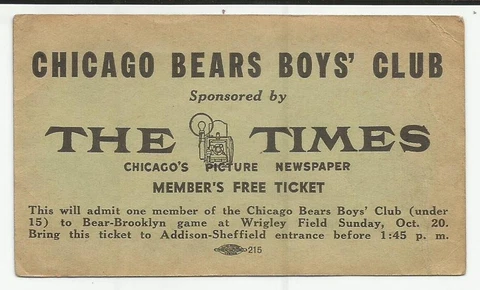 CHICAGO BEARS BOYS' CLUB
Sponsored by
THE TIMES
CHICAGO'S PICTURE NEWSPAPER
MEMBER'S FREE TICKET
This will admit one member of the Chicago Bears Boys' Club (under
15) to Bear-Brooklyn game at Wrigley Field Sunday, Oct. 20.
Bring this ticket to Addison-Sheffield entrance before 1:45 p. m.
215